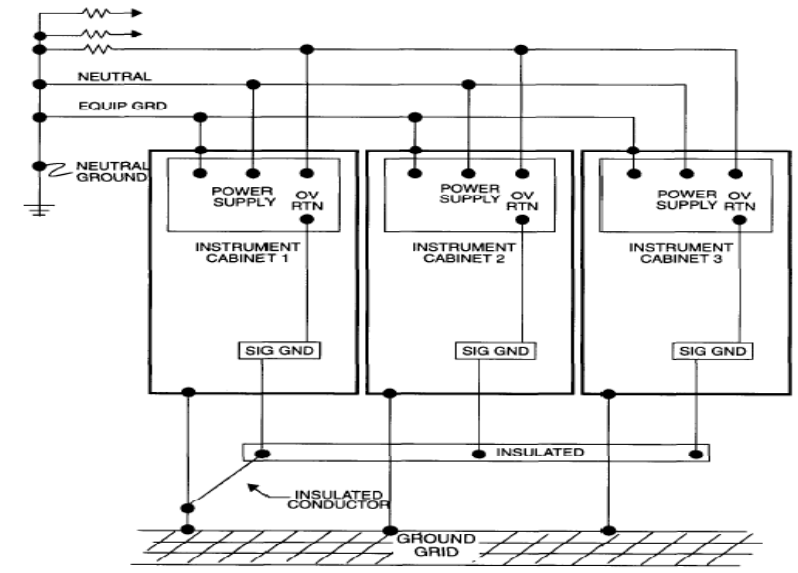 NEUTRAL
EQUIP GRD
NEUTRAL
GROUND
POWER
SUPPLY
OV
RTN
INSTRUMENT
CABINET 1
SIG GND
POWER
SUPPLY
OV
RTN
INSTRUMENT
CABINET 2
SIG GND
POWER
SUPPLY
OV
RTN
INSTRUMENT
CABINET 3
SIG GND
INSULATED
INSULATED
CONDUCTOR
GROUND
GRID